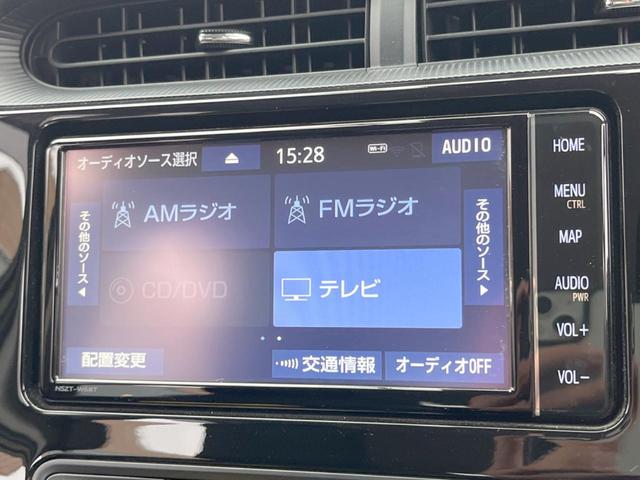 オーディオソース選択
15:28
Wi-Fi
AUDIO
その他のソース
AMラジオ
FMラジオ
その他のソース
CD/DVD
テレビ
配置変更
交通情報
オーディオOFF
NSZT-W68T
HOME
MENU
CTRL
MAP
AUDIO
PWR
VOL+
VOL-